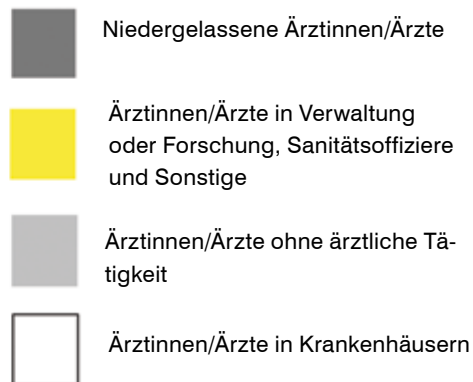 Niedergelassene Ärztinnen/Ärzte
Ärztinnen/Ärzte in Verwaltung
oder Forschung, Sanitätsoffiziere
und Sonstige
Ärztinnen/Ärzte ohne ärztliche Tä-
tigkeit
Ärztinnen/Ärzte in Krankenhäusern